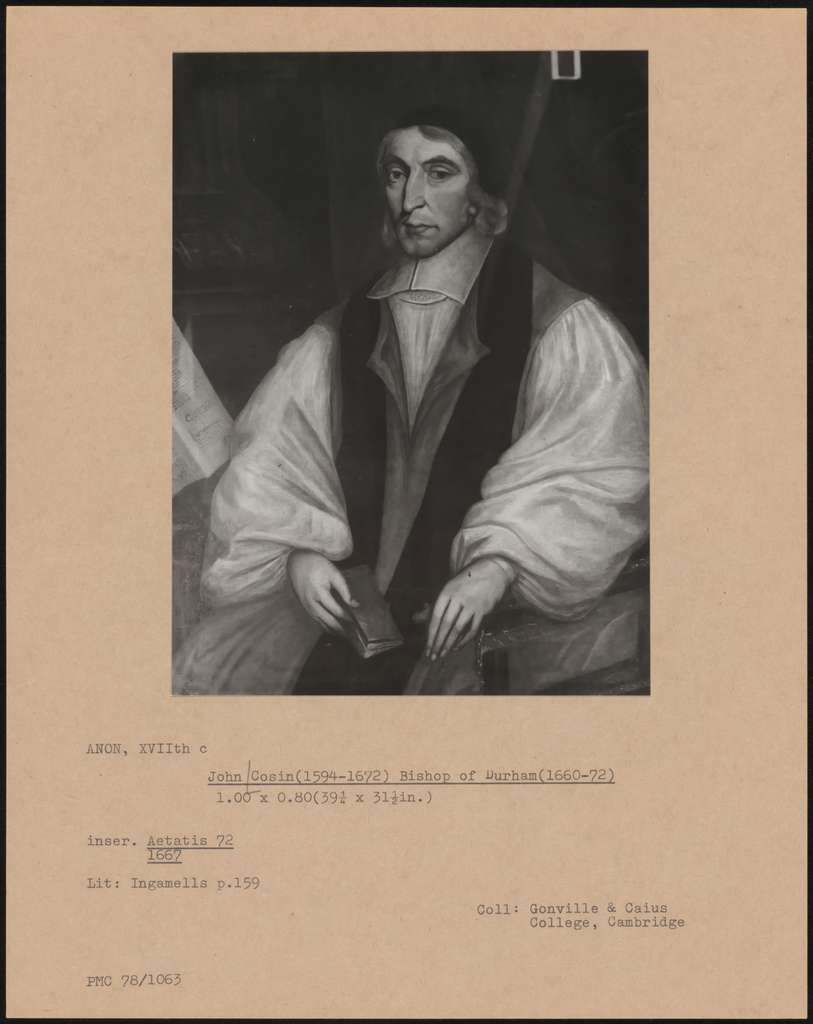 ANON, XVIIth c
John Cosin(1594-1672) Bishop of Durham(1660-72)
1.00 x 0.80(39¼ x 31½in.)
inser. Aetatis 72
1667
Lit: Ingamells p.159
Coll: Gonville & Caius
College, Cambridge
PMC 78/1063